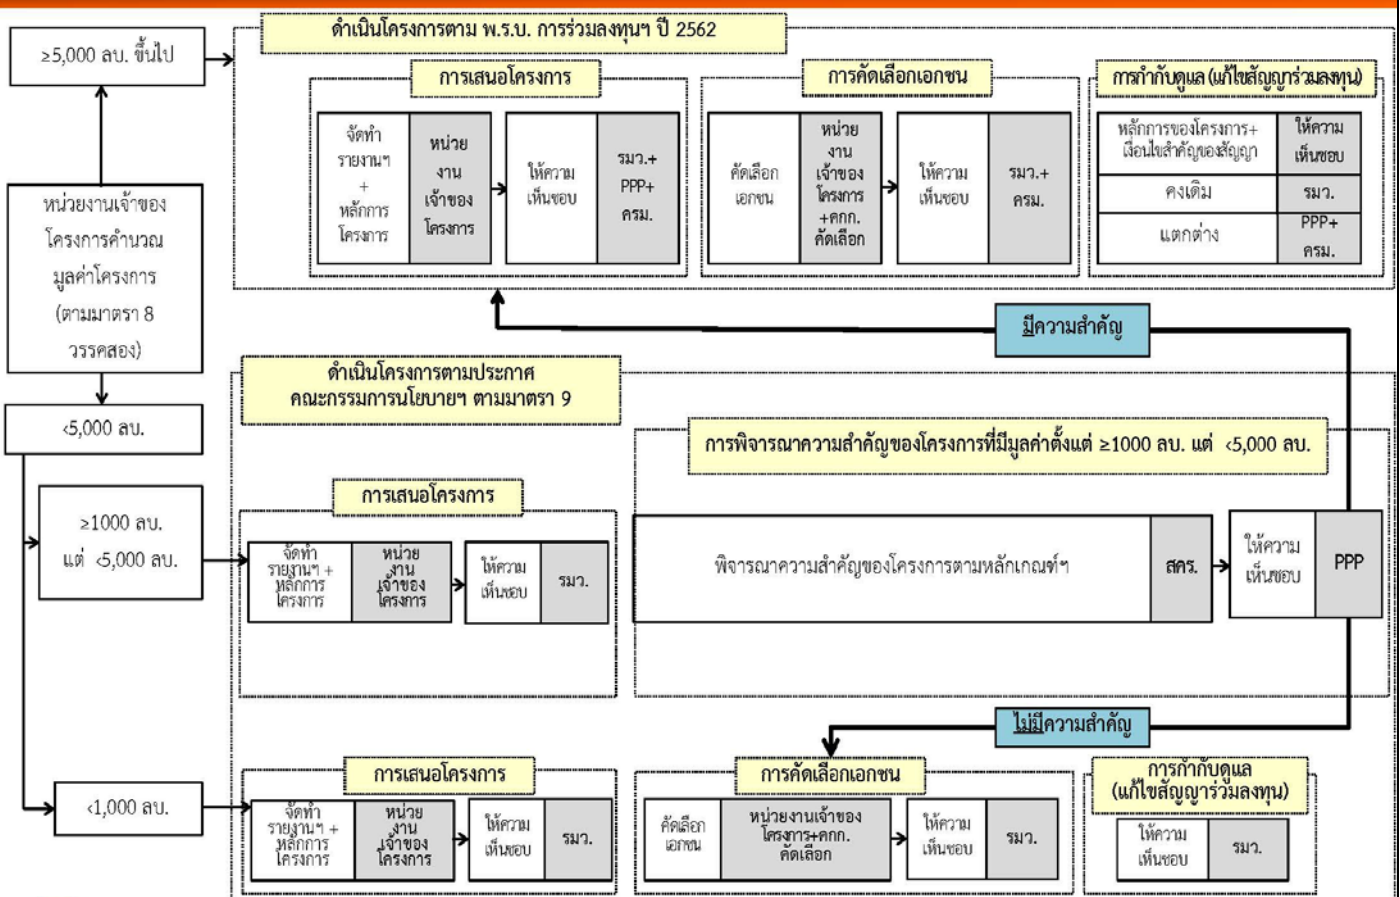 ดำเนินโครงการตาม พ.ร.บ. การร่วมลงทุนฯ ปี 2562
≥5,000 ลบ. ขึ้นไป
การเสนอโครงการ
จัดทำ
รายงานฯ
+
หลักการ
โครงการ
หน่วย
งาน
เจ้าของ
โครงการ
ให้ความ
เห็นชอบ
รมว.+
PPP+
ครม.
การคัดเลือกเอกชน
คัดเลือก
เอกชน
หน่วย
งาน
เจ้าของ
โครงการ
+คกก.
คัดเลือก
ให้ความ
เห็นชอบ
รมว.+
ครม.
การกำกับดูแล (แก้ไขสัญญาร่วมลงทุน)
หลักการของโครงการ+
เงื่อนไขสำคัญของสัญญา
ให้ความ
เห็นชอบ
คงเดิม
รมว.
แตกต่าง
PPP+
ครม.
หน่วยงานเจ้าของ
โครงการคำนวณ
มูลค่าโครงการ
(ตามมาตรา 8
วรรคสอง)
มีความสำคัญ
<5,000 ลบ.
ดำเนินโครงการตามประกาศ
คณะกรรมการนโยบายฯ ตามมาตรา 9
การพิจารณาความสำคัญของโครงการที่มีมูลค่าตั้งแต่ ≥1000 ลบ. แต่ <5,000 ลบ.
≥1000 ลบ.
แต่ <5,000 ลบ.
การเสนอโครงการ
จัดทำ
รายงานฯ +
หลักการ
โครงการ
หน่วย
งาน
เจ้าของ
โครงการ
ให้ความ
เห็นชอบ
รมว.
พิจารณาความสำคัญของโครงการตามหลักเกณฑ์ฯ
สคร.
ให้ความ
เห็นชอบ
PPP
ไม่มีความสำคัญ
<1,000 ลบ.
การเสนอโครงการ
จัดทำ
รายงานฯ +
หลักการ
โครงการ
หน่วย
งาน
เจ้าของ
โครงการ
ให้ความ
เห็นชอบ
รมว.
การคัดเลือกเอกชน
คัดเลือก
เอกชน
หน่วยงานเจ้าของ
โครงการ+คกก.
คัดเลือก
ให้ความ
เห็นชอบ
รมว.
การกำกับดูแล
(แก้ไขสัญญาร่วมลงทุน)
ให้ความ
เห็นชอบ
รมว.